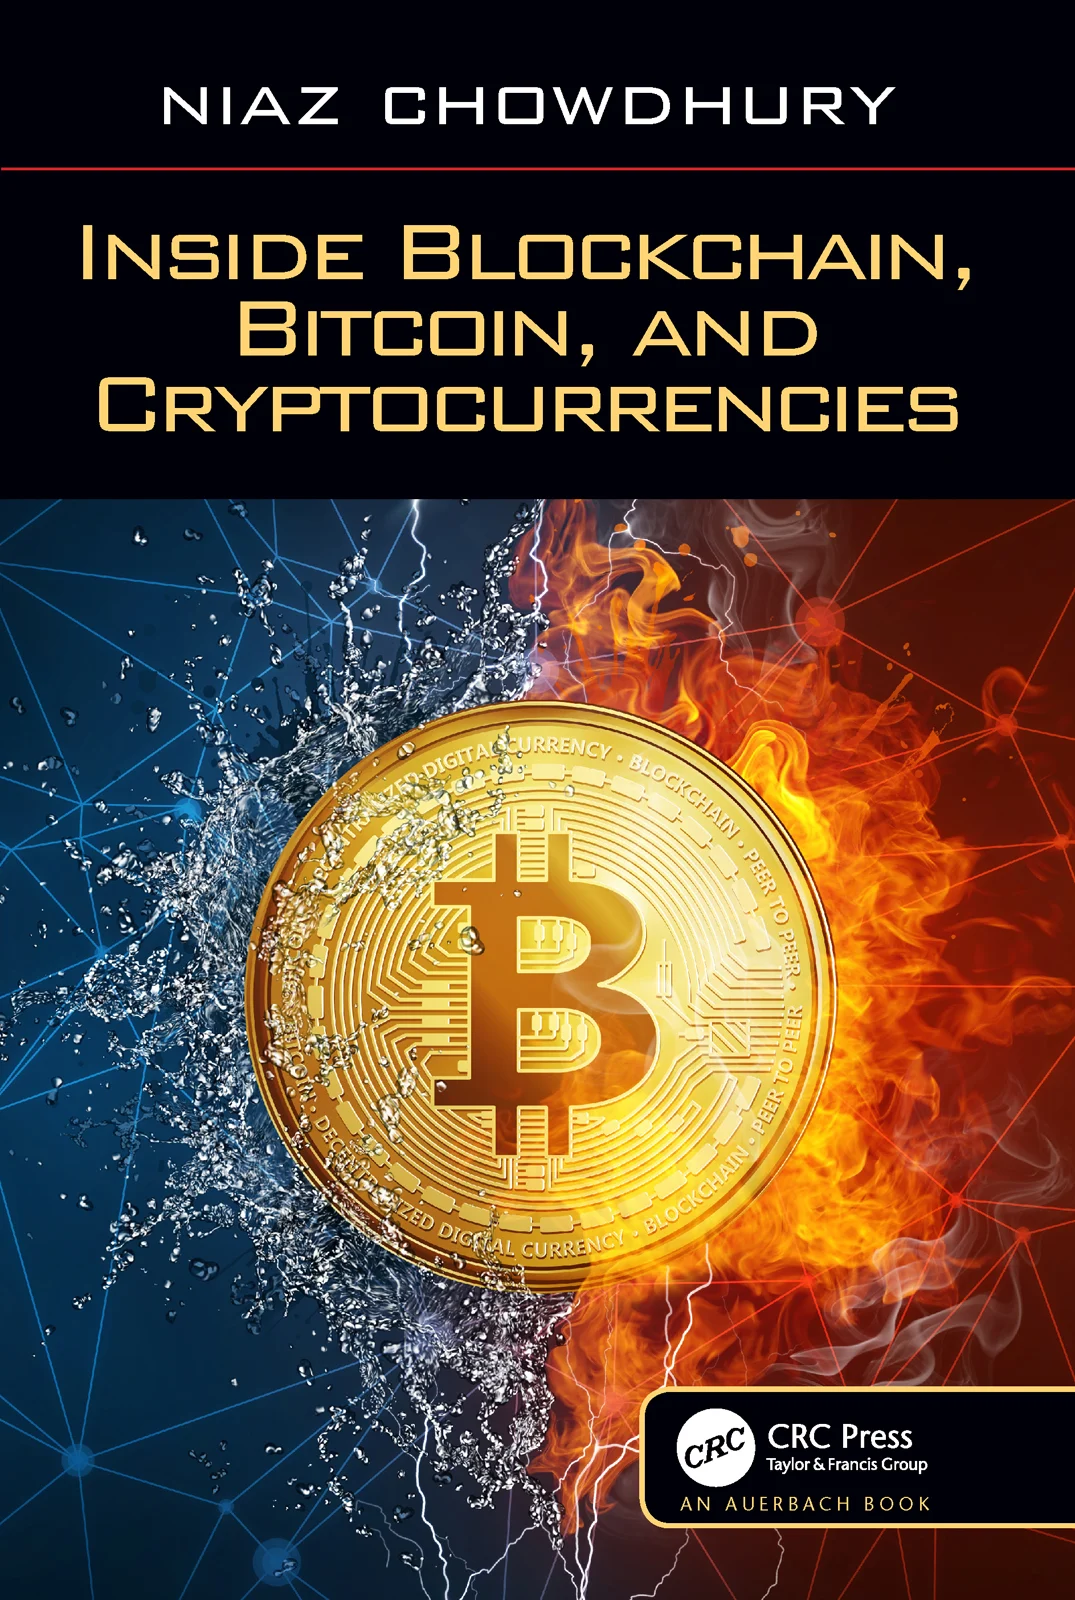 NIAZ CHOWDHURY
INSIDE BLOCKCHAIN,
BITCOIN, AND
CRYPTOCURRENCIES
DIGITAL CURRENCY • BLOCKCHAIN • PEER TO PEER •
DIGITAL CURRENCY • BLOCKCHAIN • PEER TO PEER
CRC
CRC Press
Taylor & Francis Group
AN AUERBACH BOOK